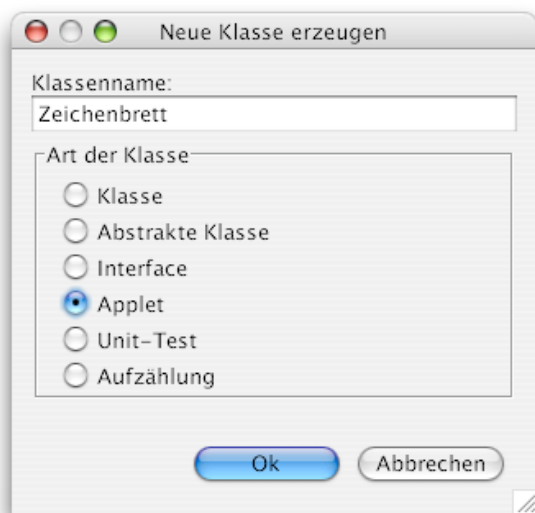 Neue Klasse erzeugen
Klassenname:
Zeichenbrett
Art der Klasse
Klasse
Abstrakte Klasse
Interface
Applet
Unit-Test
Aufzählung
Ok
Abbrechen